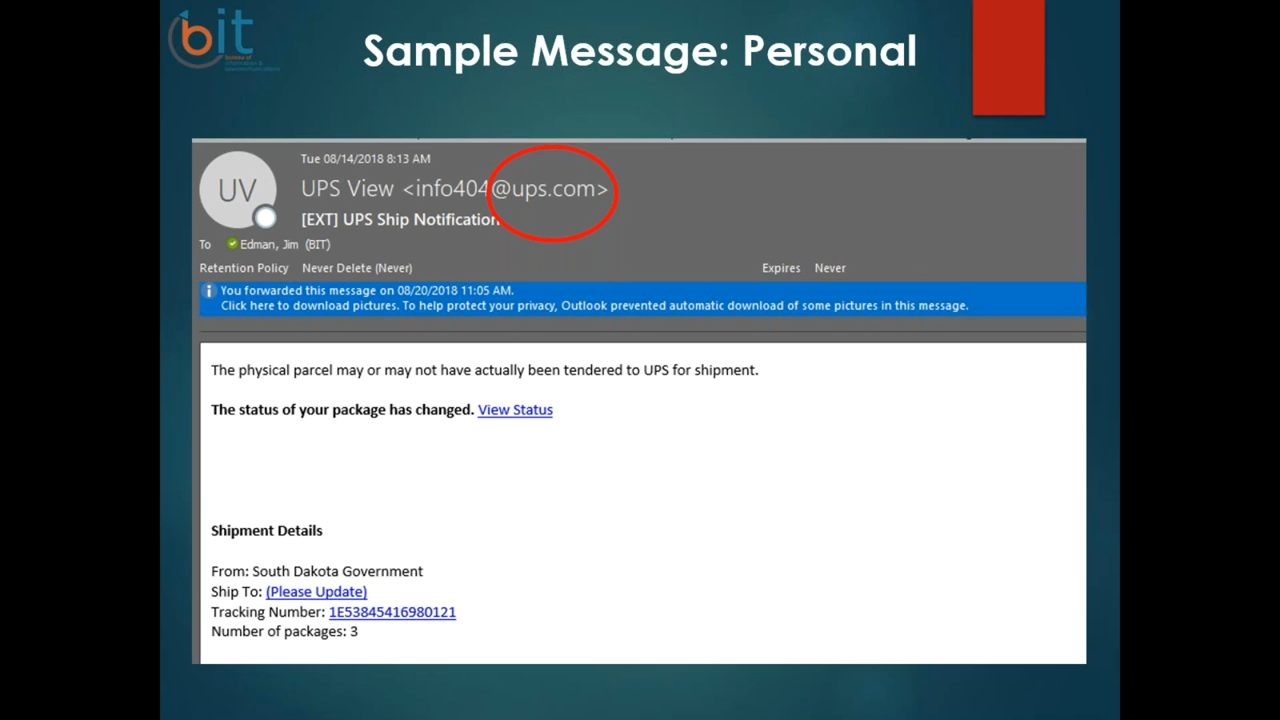 bit
bureau of
information &
telecommunications
Sample Message: Personal
UV
Tue 08/14/2018 8:13 AM
UPS View <info404@ups.com>
[EXT] UPS Ship Notification
To Edman, Jim (BIT)
Retention Policy Never Delete (Never) Expires Never
You forwarded this message on 08/20/2018 11:05 AM.
Click here to download pictures. To help protect your privacy, Outlook prevented automatic download of some pictures in this message.
The physical parcel may or may not have actually been tendered to UPS for shipment.
The status of your package has changed. View Status
Shipment Details
From: South Dakota Government
Ship To: (Please Update)
Tracking Number: 1E53845416980121
Number of packages: 3